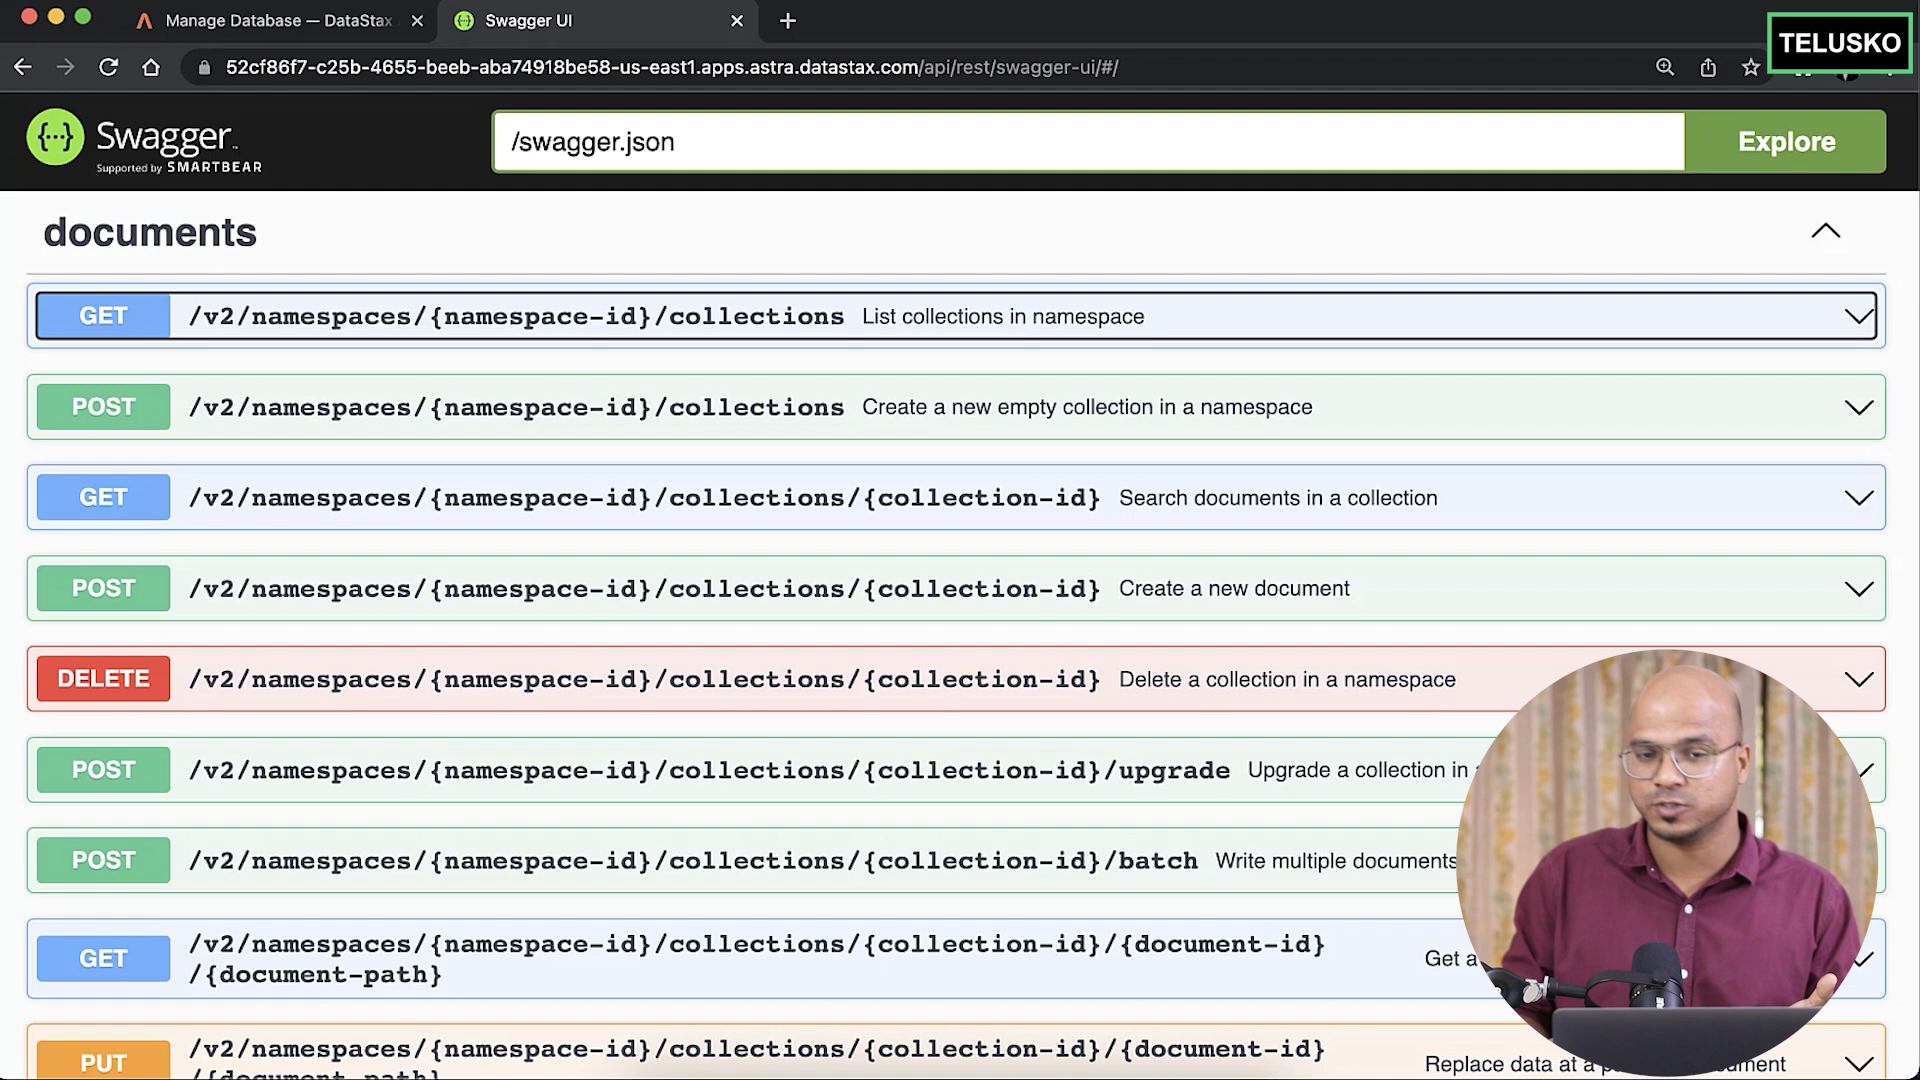 Manage Database — DataStax
Swagger UI
TELUSKO
52cf86f7-c25b-4655-beeb-aba74918be58-us-east1.apps.astra.datastax.com/api/rest/swagger-ui/#/
Swagger
Supported by SMARTBEAR
/swagger.json
Explore
documents
GET /v2/namespaces/{namespace-id}/collections List collections in namespace
POST /v2/namespaces/{namespace-id}/collections Create a new empty collection in a namespace
GET /v2/namespaces/{namespace-id}/collections/{collection-id} Search documents in a collection
POST /v2/namespaces/{namespace-id}/collections/{collection-id} Create a new document
DELETE /v2/namespaces/{namespace-id}/collections/{collection-id} Delete a collection in a namespace
POST /v2/namespaces/{namespace-id}/collections/{collection-id}/upgrade Upgrade a collection in
POST /v2/namespaces/{namespace-id}/collections/{collection-id}/batch Write multiple documents
GET /v2/namespaces/{namespace-id}/collections/{collection-id}/{document-id} Get a
/{document-path}
PUT /v2/namespaces/{namespace-id}/collections/{collection-id}/{document-id} Replace data at a
/{document-path}